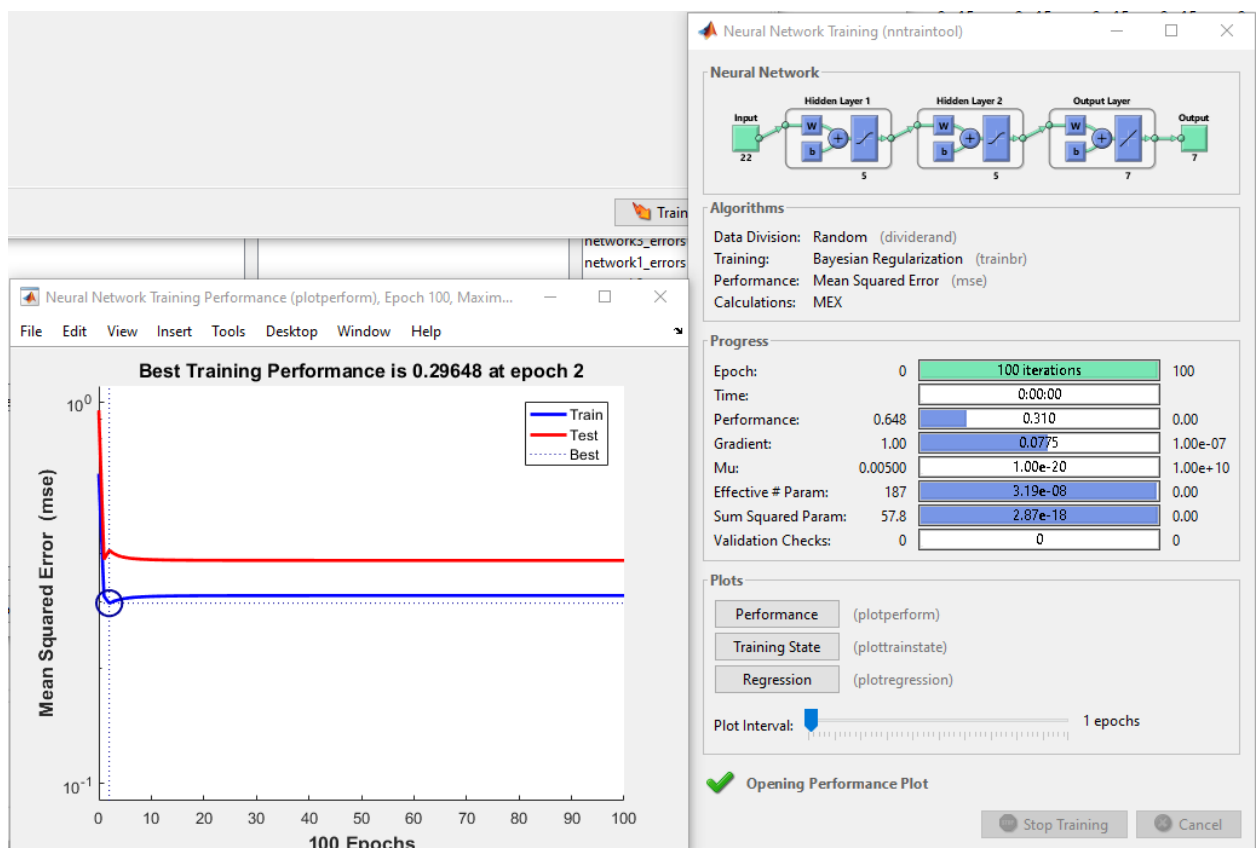 Train
network3_errors
network1_errors
Neural Network Training Performance (plotperform), Epoch 100, Maxim...
File Edit View Insert Tools Desktop Window Help
Best Training Performance is 0.29648 at epoch 2
Mean Squared Error (mse)
10^0
10^-1
Train
Test
Best
0 10 20 30 40 50 60 70 80 90 100
100 Epochs
Neural Network Training (nntraintool)
Neural Network
Hidden Layer 1 Hidden Layer 2 Output Layer
Input Output
W W W
+ + +
b b b
22 5 5 7 7
Algorithms
Data Division: Random (dividerand)
Training: Bayesian Regularization (trainbr)
Performance: Mean Squared Error (mse)
Calculations: MEX
Progress
Epoch: 0 100 iterations 100
Time: 0:00:00
Performance: 0.648 0.310 0.00
Gradient: 1.00 0.0775 1.00e-07
Mu: 0.00500 1.00e-20 1.00e+10
Effective # Param: 187 3.19e-08 0.00
Sum Squared Param: 57.8 2.87e-18 0.00
Validation Checks: 0 0 0
Plots
Performance (plotperform)
Training State (plottrainstate)
Regression (plotregression)
Plot Interval: 1 epochs
Opening Performance Plot
Stop Training Cancel